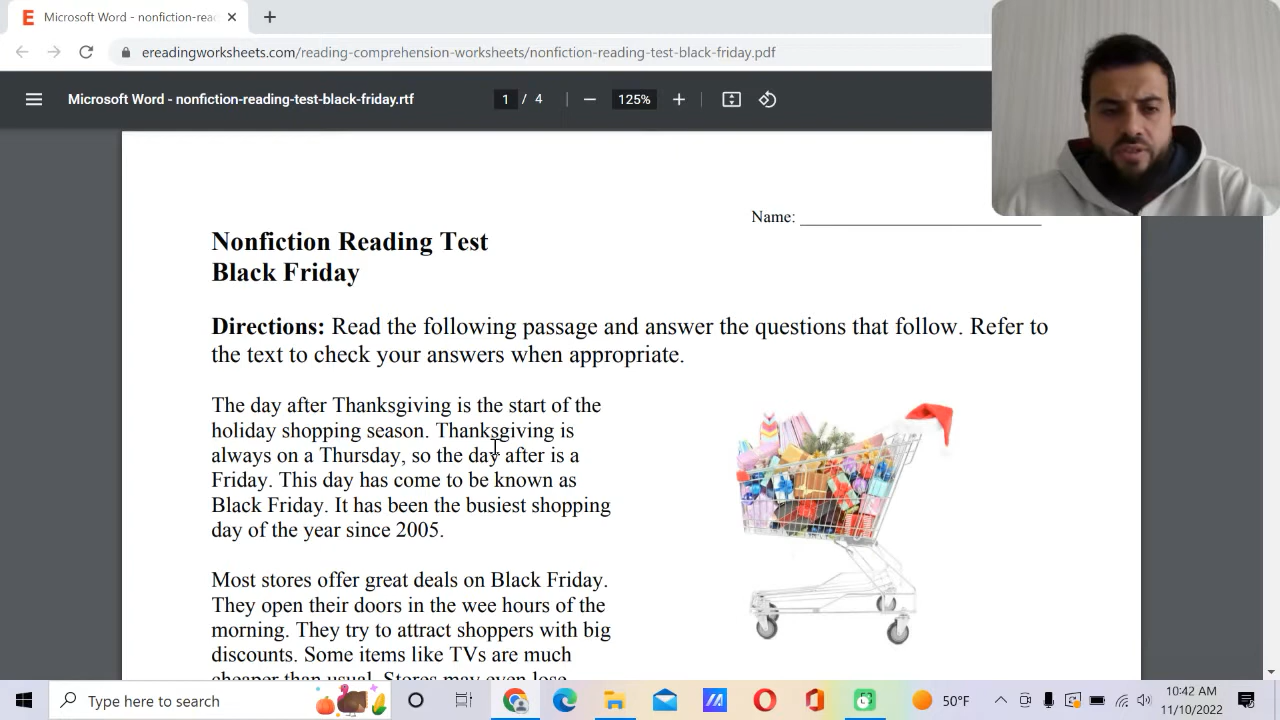 Microsoft Word - nonfiction-rea
ereadingworksheets.com/reading-comprehension-worksheets/nonfiction-reading-test-black-friday.pdf
Microsoft Word - nonfiction-reading-test-black-friday.rtf
1 / 4
125%
Name:
Nonfiction Reading Test
Black Friday
Directions: Read the following passage and answer the questions that follow. Refer to
the text to check your answers when appropriate.
The day after Thanksgiving is the start of the
holiday shopping season. Thanksgiving is
always on a Thursday, so the day after is a
Friday. This day has come to be known as
Black Friday. It has been the busiest shopping
day of the year since 2005.
Most stores offer great deals on Black Friday.
They open their doors in the wee hours of the
morning. They try to attract shoppers with big
discounts. Some items like TVs are much
cheaper than usual. Stores may even lose
Type here to search
50°F
10:42 AM
11/10/2022